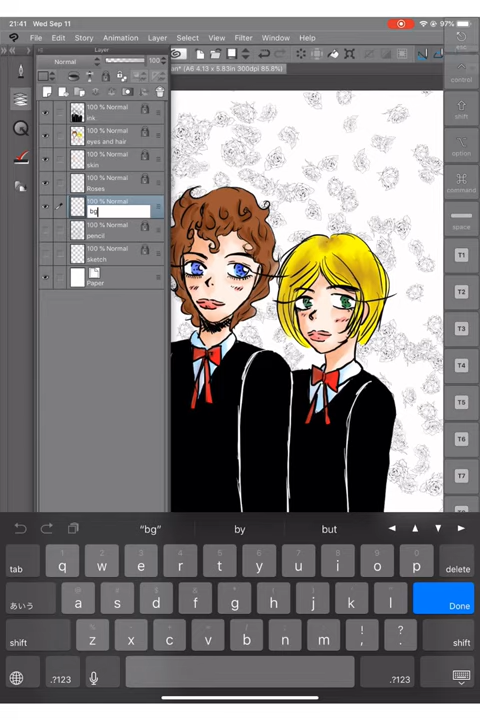 21:41 Wed Sep 11
97%
File Edit Story Animation Layer Select View Filter Window Help
esc
Layer
Normal 100
(A6 4.13 x 5.83in 300dpi 85.8%)
control
100 % Normal
ink
100 % Normal
eyes and hair
shift
100 % Normal
skin
option
100 % Normal
Roses
command
100 % Normal
bg
space
100 % Normal
pencil
100 % Normal
sketch
T1
Paper
T2
T3
T4
T5
T6
T7
"bg" by but
tab q w e r t y u i o p delete
あいう a s d f g h j k l Done
shift z x c v b n m ! , ? . shift
.?123 .?123